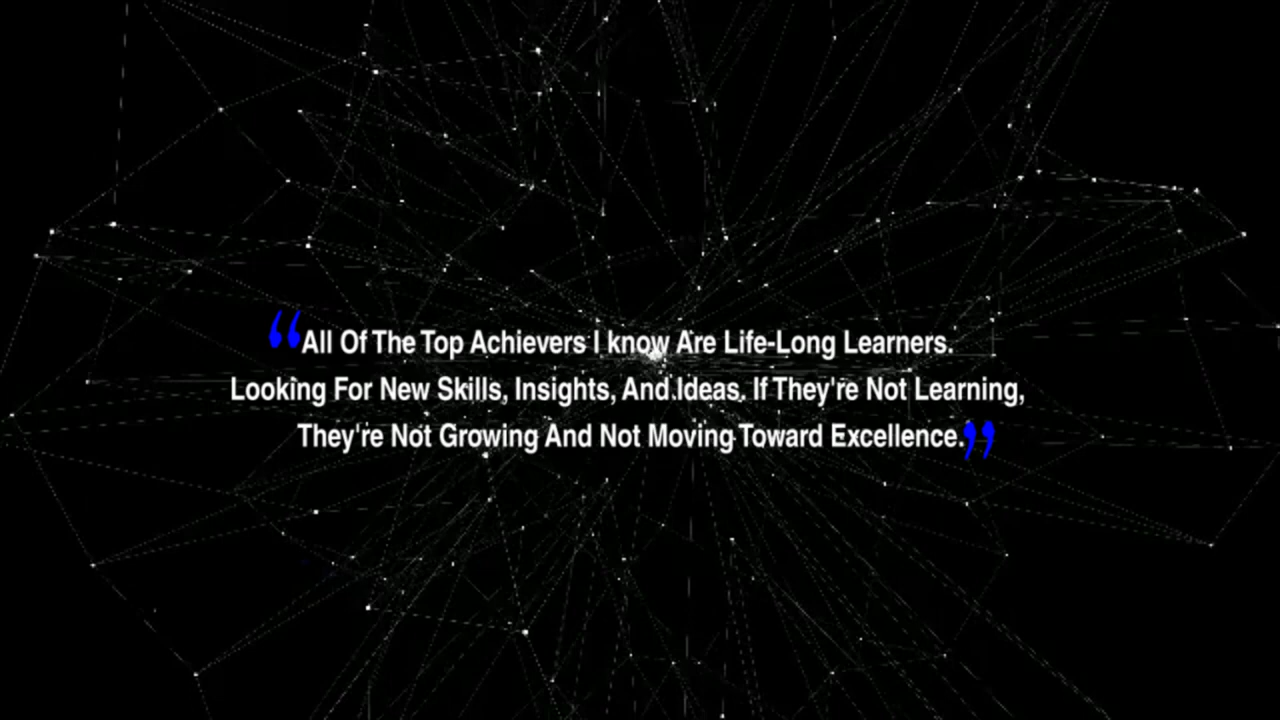 “All Of The Top Achievers I know Are Life-Long Learners.
Looking For New Skills, Insights, And Ideas. If They're Not Learning,
They're Not Growing And Not Moving Toward Excellence.”